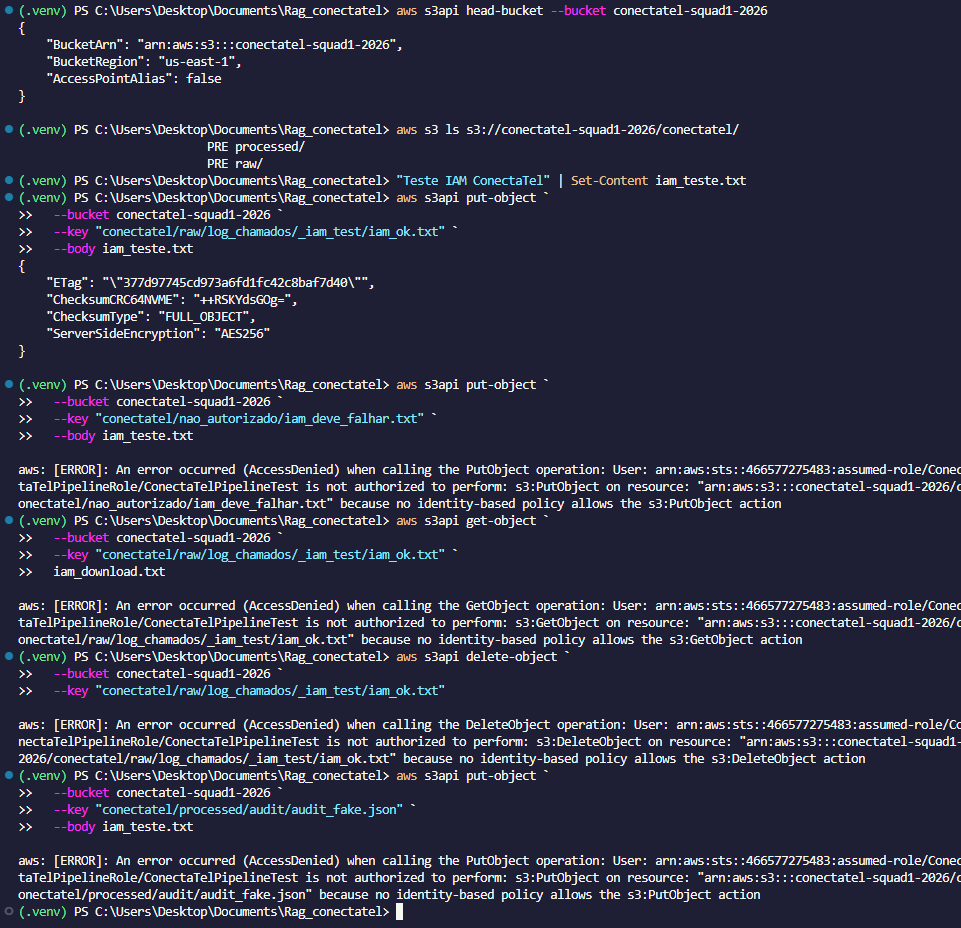 (.venv) PS C:\Users\Desktop\Documents\Rag_conectatel> aws s3api head-bucket --bucket conectatel-squad1-2026
{
    "BucketArn": "arn:aws:s3:::conectatel-squad1-2026",
    "BucketRegion": "us-east-1",
    "AccessPointAlias": false
}
(.venv) PS C:\Users\Desktop\Documents\Rag_conectatel> aws s3 ls s3://conectatel-squad1-2026/conectatel/
                           PRE processed/
                           PRE raw/
(.venv) PS C:\Users\Desktop\Documents\Rag_conectatel> "Teste IAM ConectaTel" | Set-Content iam_teste.txt
(.venv) PS C:\Users\Desktop\Documents\Rag_conectatel> aws s3api put-object `
>>   --bucket conectatel-squad1-2026 `
>>   --key "conectatel/raw/log_chamados/_iam_test/iam_ok.txt" `
>>   --body iam_teste.txt
{
    "ETag": "\"377d97745cd973a6fd1fc42c8baf7d40\"",
    "ChecksumCRC64NVME": "++RSKYdsGOg=",
    "ChecksumType": "FULL_OBJECT",
    "ServerSideEncryption": "AES256"
}
(.venv) PS C:\Users\Desktop\Documents\Rag_conectatel> aws s3api put-object `
>>   --bucket conectatel-squad1-2026 `
>>   --key "conectatel/nao_autorizado/iam_deve_falhar.txt" `
>>   --body iam_teste.txt
aws: [ERROR]: An error occurred (AccessDenied) when calling the PutObject operation: User: arn:aws:sts::466577275483:assumed-role/Conec
taTelPipelineRole/ConectaTelPipelineTest is not authorized to perform: s3:PutObject on resource: "arn:aws:s3:::conectatel-squad1-2026/c
onectatel/nao_autorizado/iam_deve_falhar.txt" because no identity-based policy allows the s3:PutObject action
(.venv) PS C:\Users\Desktop\Documents\Rag_conectatel> aws s3api get-object `
>>   --bucket conectatel-squad1-2026 `
>>   --key "conectatel/raw/log_chamados/_iam_test/iam_ok.txt" `
>>   iam_download.txt
aws: [ERROR]: An error occurred (AccessDenied) when calling the GetObject operation: User: arn:aws:sts::466577275483:assumed-role/Conec
taTelPipelineRole/ConectaTelPipelineTest is not authorized to perform: s3:GetObject on resource: "arn:aws:s3:::conectatel-squad1-2026/c
onectatel/raw/log_chamados/_iam_test/iam_ok.txt" because no identity-based policy allows the s3:GetObject action
(.venv) PS C:\Users\Desktop\Documents\Rag_conectatel> aws s3api delete-object `
>>   --bucket conectatel-squad1-2026 `
>>   --key "conectatel/raw/log_chamados/_iam_test/iam_ok.txt"
aws: [ERROR]: An error occurred (AccessDenied) when calling the DeleteObject operation: User: arn:aws:sts::466577275483:assumed-role/Co
nectaTelPipelineRole/ConectaTelPipelineTest is not authorized to perform: s3:DeleteObject on resource: "arn:aws:s3:::conectatel-squad1-
2026/conectatel/raw/log_chamados/_iam_test/iam_ok.txt" because no identity-based policy allows the s3:DeleteObject action
(.venv) PS C:\Users\Desktop\Documents\Rag_conectatel> aws s3api put-object `
>>   --bucket conectatel-squad1-2026 `
>>   --key "conectatel/processed/audit/audit_fake.json" `
>>   --body iam_teste.txt
aws: [ERROR]: An error occurred (AccessDenied) when calling the PutObject operation: User: arn:aws:sts::466577275483:assumed-role/Conec
taTelPipelineRole/ConectaTelPipelineTest is not authorized to perform: s3:PutObject on resource: "arn:aws:s3:::conectatel-squad1-2026/c
onectatel/processed/audit/audit_fake.json" because no identity-based policy allows the s3:PutObject action
(.venv) PS C:\Users\Desktop\Documents\Rag_conectatel>